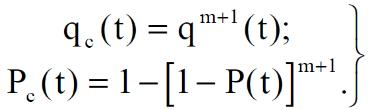 q_c(t) = q^{m+1}(t);
P_c(t) = 1 − [1 − P(t)]^{m+1}.}